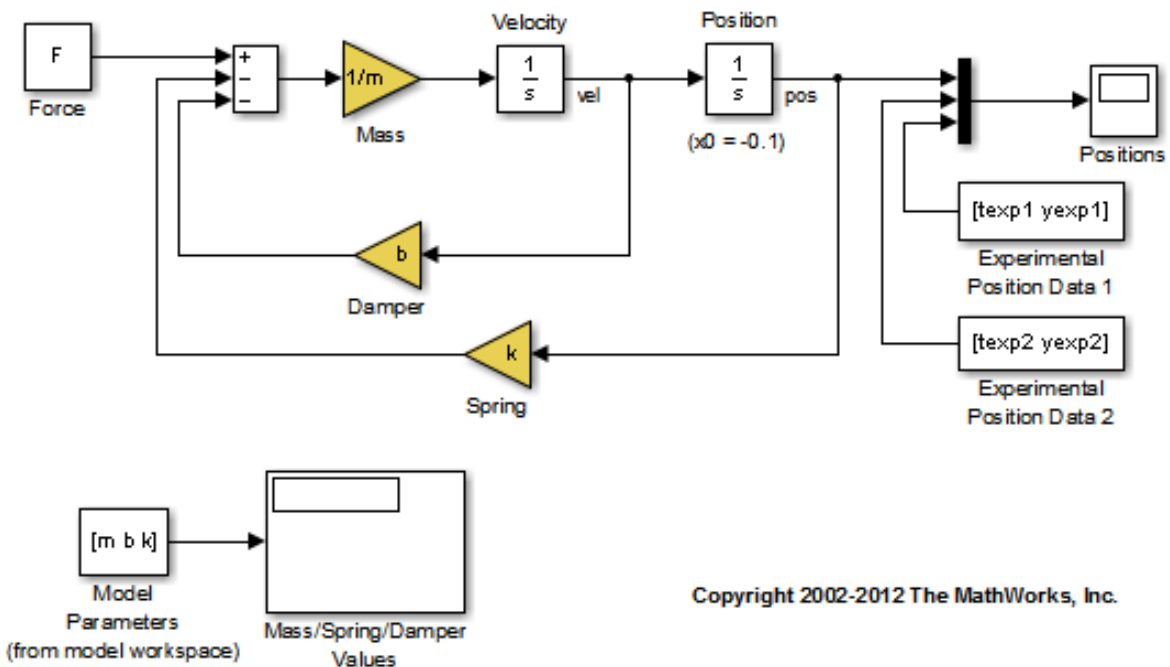 F
Force
+
−
−
1/m
Mass
Velocity
1
s
vel
Position
1
s
pos
(x0 = -0.1)
Positions
[texp1 yexp1]
Experimental
Position Data 1
b
Damper
[texp2 yexp2]
Experimental
Position Data 2
k
Spring
[m b k]
Model
Parameters
(from model workspace)
Mass/Spring/Damper
Values
Copyright 2002-2012 The MathWorks, Inc.